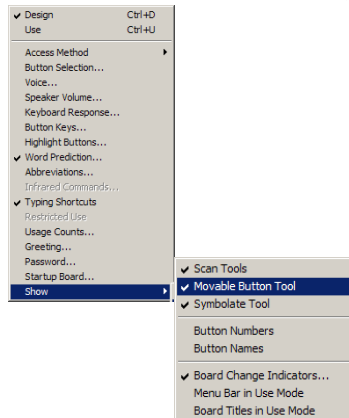 Design Ctrl+D
Use Ctrl+U
Access Method
Button Selection...
Voice...
Speaker Volume...
Keyboard Response...
Button Keys...
Highlight Buttons...
Word Prediction...
Abbreviations...
Infrared Commands...
Typing Shortcuts
Restricted Use
Usage Counts...
Greeting...
Password...
Startup Board...
Show
Scan Tools
Movable Button Tool
Symbolate Tool
Button Numbers
Button Names
Board Change Indicators...
Menu Bar in Use Mode
Board Titles in Use Mode